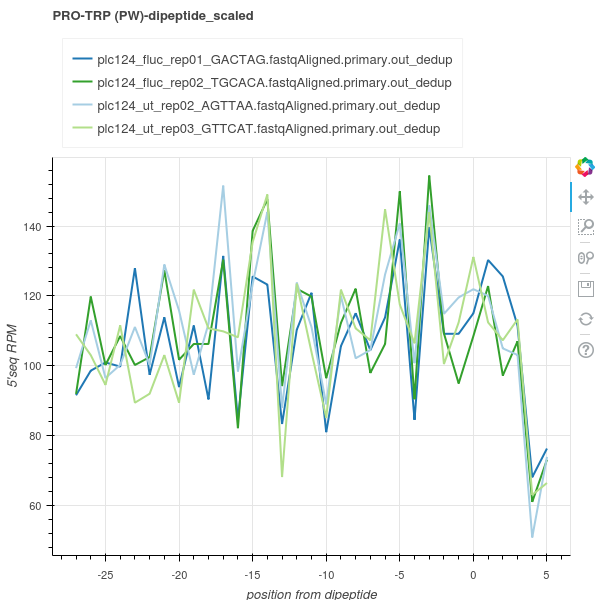 PRO-TRP (PW)-dipeptide_scaled
plc124_fluc_rep01_GACTAG.fastqAligned.primary.out_dedup
plc124_fluc_rep02_TGCACA.fastqAligned.primary.out_dedup
plc124_ut_rep02_AGTTAA.fastqAligned.primary.out_dedup
plc124_ut_rep03_GTTCAT.fastqAligned.primary.out_dedup
140
120
100
80
60
5'seq RPM
-25 -20 -15 -10 -5 0 5
position from dipeptide